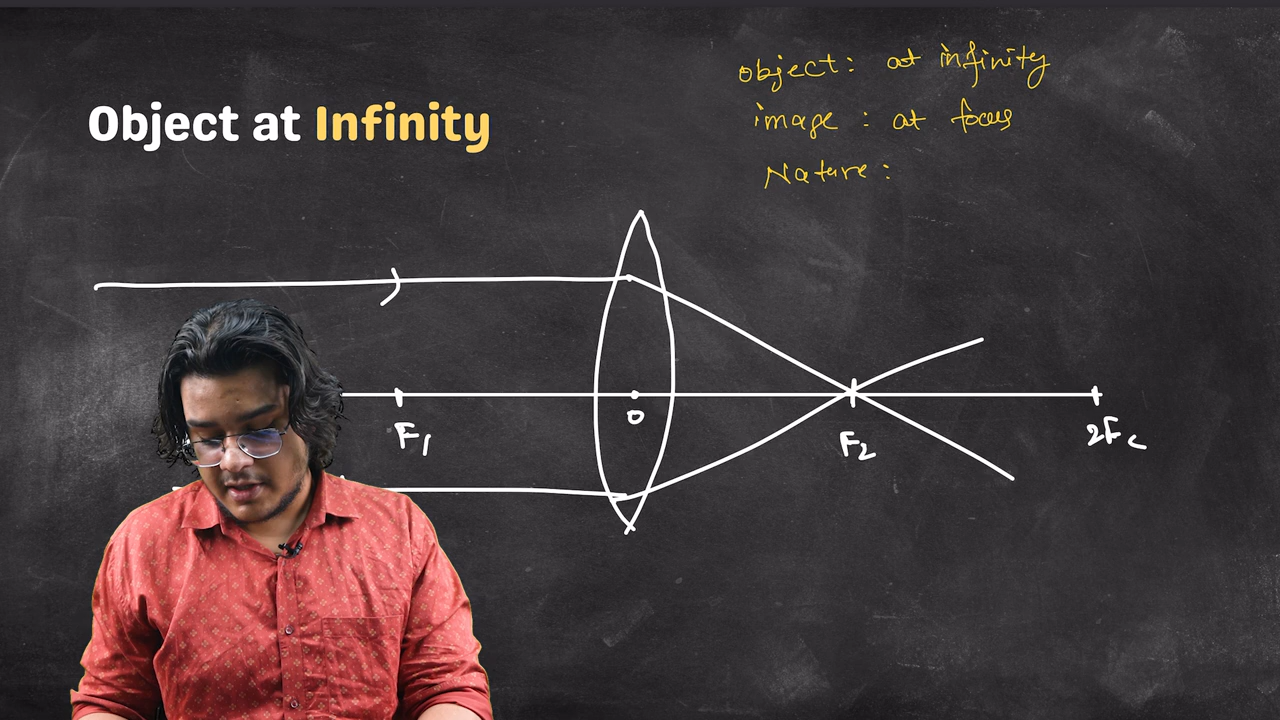 Object at Infinity
object: at infinity
image : at focus
Nature:
F1
O
F2
2F2